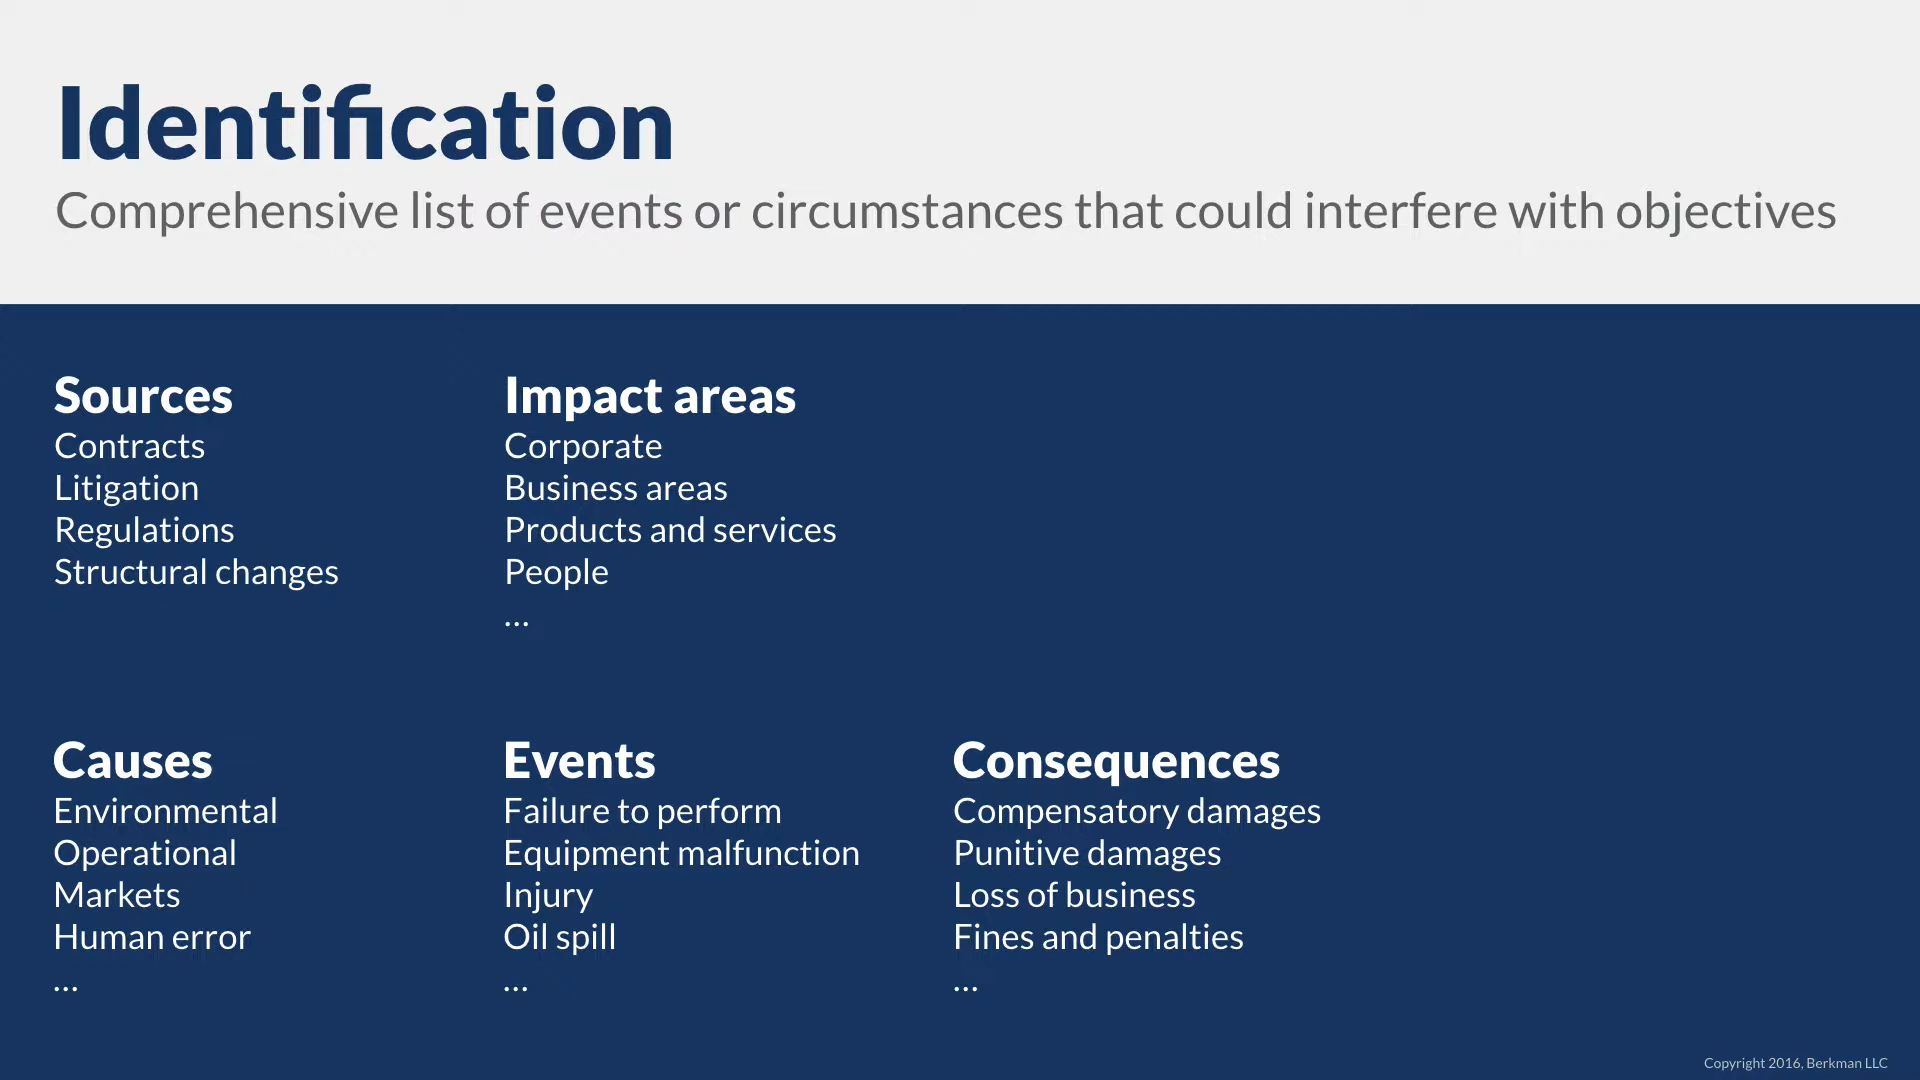 Identification
Comprehensive list of events or circumstances that could interfere with objectives
Sources
Contracts
Litigation
Regulations
Structural changes
Impact areas
Corporate
Business areas
Products and services
People
...
Causes
Environmental
Operational
Markets
Human error
...
Events
Failure to perform
Equipment malfunction
Injury
Oil spill
...
Consequences
Compensatory damages
Punitive damages
Loss of business
Fines and penalties
...
Copyright 2016, Berkman LLC